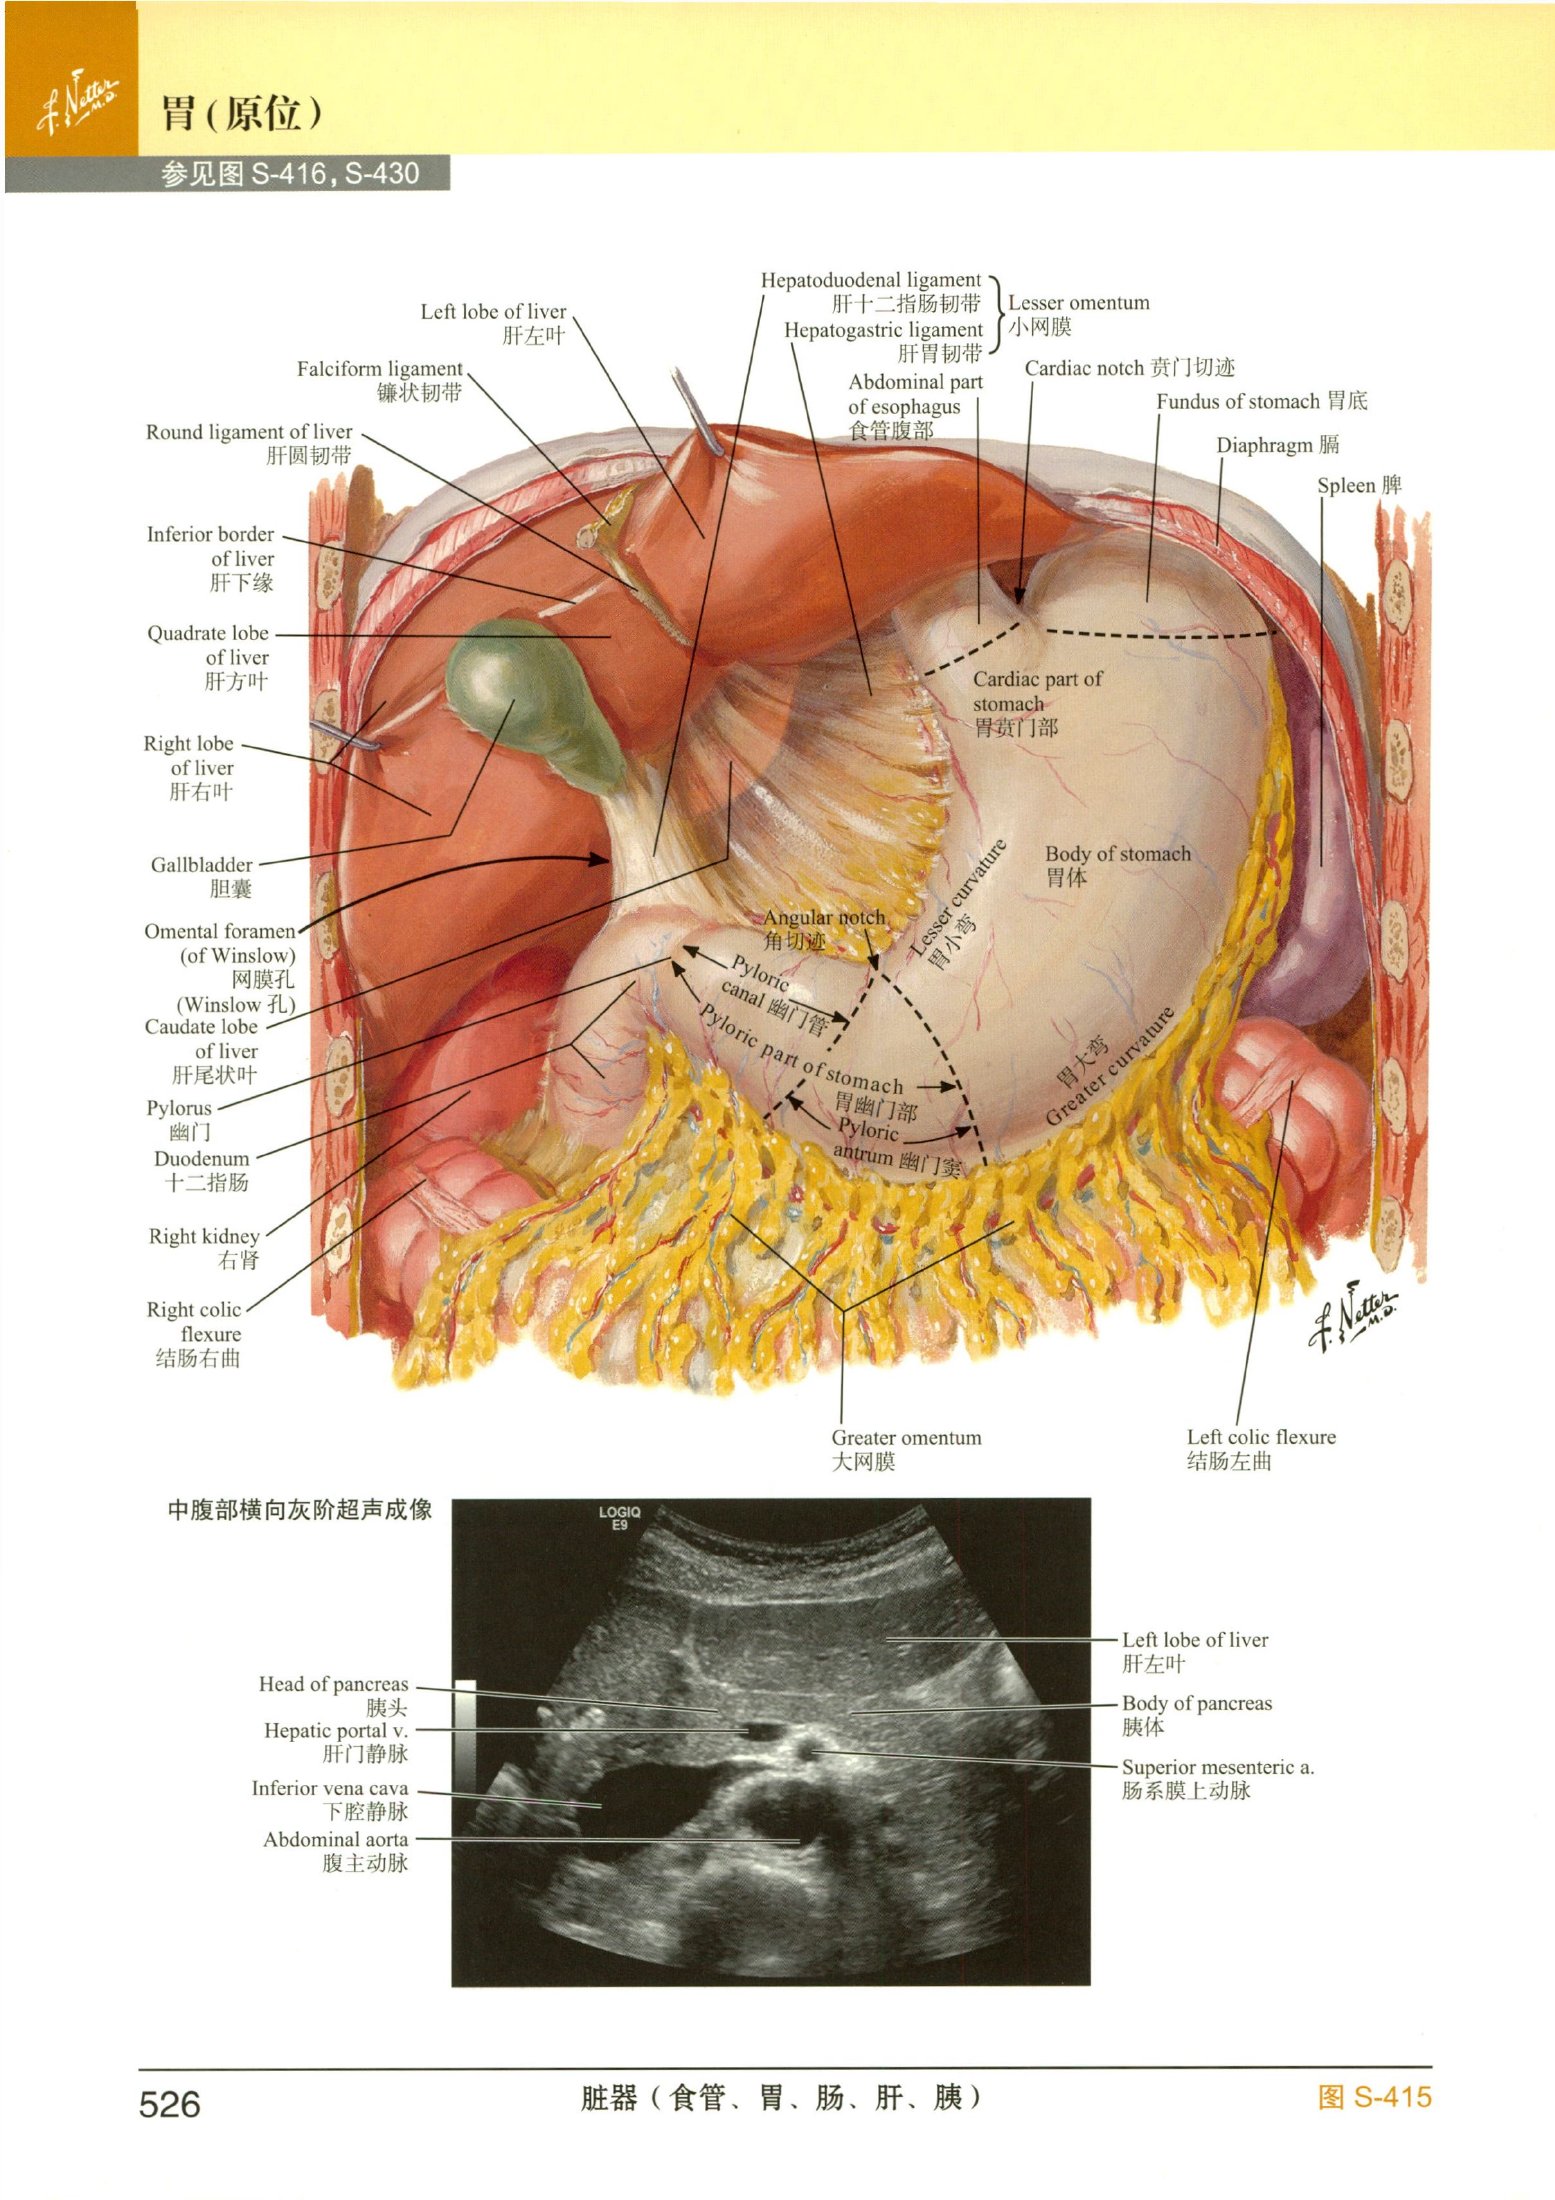 F. Netter M.D.
胃(原位)
参见图 S-416, S-430
Hepatoduodenal ligament
肝十二指肠韧带
Hepatogastric ligament
肝胃韧带
Lesser omentum
小网膜
Left lobe of liver
肝左叶
Falciform ligament
镰状韧带
Abdominal part
of esophagus
食管腹部
Cardiac notch 贲门切迹
Fundus of stomach 胃底
Diaphragm 膈
Spleen 脾
Round ligament of liver
肝圆韧带
Inferior border
of liver
肝下缘
Quadrate lobe
of liver
肝方叶
Right lobe
of liver
肝右叶
Gallbladder
胆囊
Omental foramen
(of Winslow)
网膜孔
(Winslow 孔)
Caudate lobe
of liver
肝尾状叶
Pylorus
幽门
Duodenum
十二指肠
Right kidney
右肾
Right colic
flexure
结肠右曲
Cardiac part of
stomach
胃贲门部
Body of stomach
胃体
Lesser curvature
胃小弯
Angular notch
角切迹
Pyloric
canal 幽门管
Pyloric part of stomach
胃幽门部
Pyloric
antrum 幽门窦
胃大弯
Greater curvature
F. Netter M.D.
Greater omentum
大网膜
Left colic flexure
结肠左曲
中腹部横向灰阶超声成像
LOGIQ
E9
Head of pancreas
胰头
Hepatic portal v.
肝门静脉
Inferior vena cava
下腔静脉
Abdominal aorta
腹主动脉
Left lobe of liver
肝左叶
Body of pancreas
胰体
Superior mesenteric a.
肠系膜上动脉
526
脏器（食管、胃、肠、肝、胰）
图 S-415